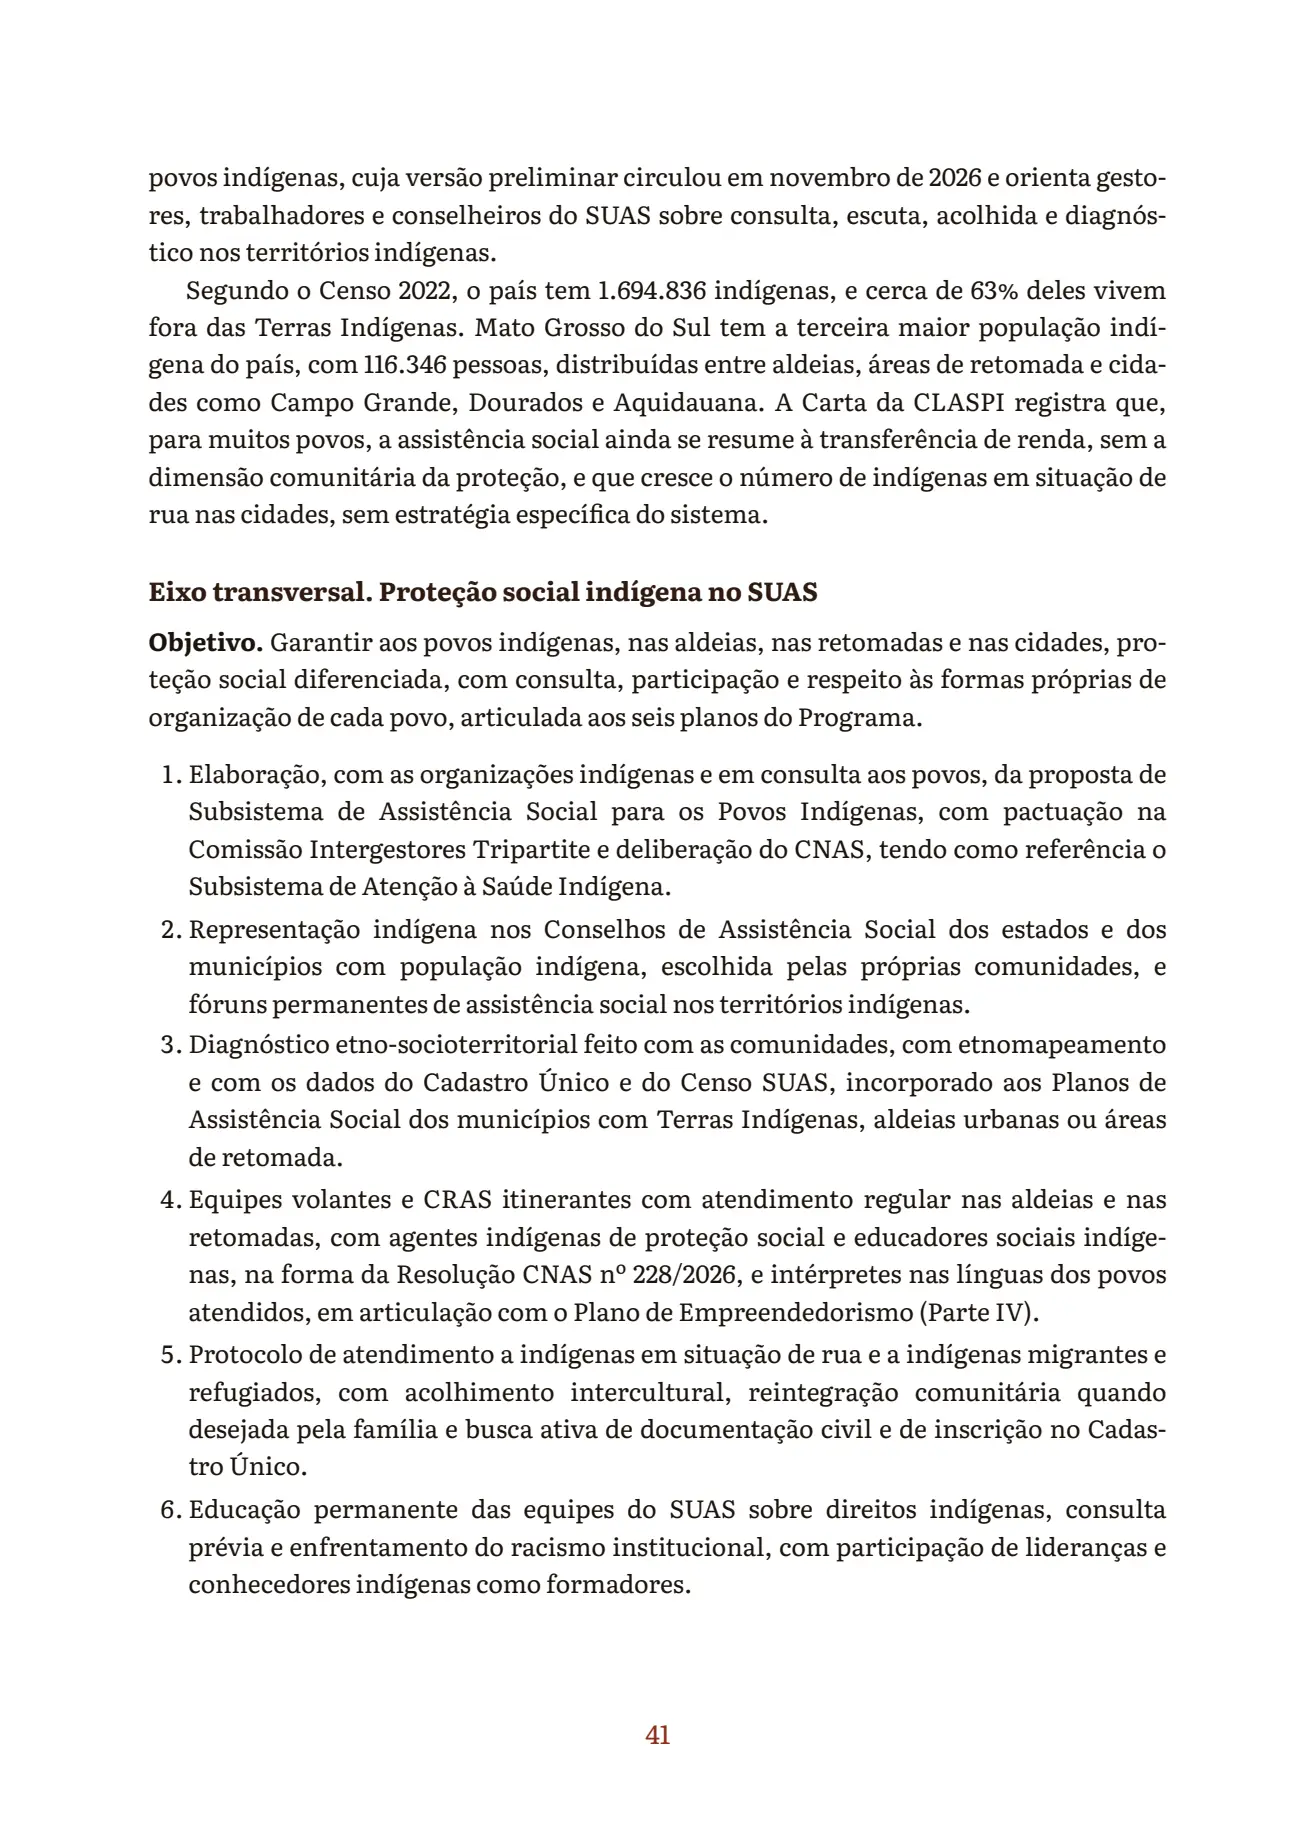 povos indígenas, cuja versão preliminar circulou em novembro de 2026 e orienta gesto-
res, trabalhadores e conselheiros do SUAS sobre consulta, escuta, acolhida e diagnós-
tico nos territórios indígenas.
Segundo o Censo 2022, o país tem 1.694.836 indígenas, e cerca de 63% deles vivem
fora das Terras Indígenas. Mato Grosso do Sul tem a terceira maior população indí-
gena do país, com 116.346 pessoas, distribuídas entre aldeias, áreas de retomada e cida-
des como Campo Grande, Dourados e Aquidauana. A Carta da CLASPI registra que,
para muitos povos, a assistência social ainda se resume à transferência de renda, sem a
dimensão comunitária da proteção, e que cresce o número de indígenas em situação de
rua nas cidades, sem estratégia específica do sistema.
Eixo transversal. Proteção social indígena no SUAS
Objetivo. Garantir aos povos indígenas, nas aldeias, nas retomadas e nas cidades, pro-
teção social diferenciada, com consulta, participação e respeito às formas próprias de
organização de cada povo, articulada aos seis planos do Programa.
1. Elaboração, com as organizações indígenas e em consulta aos povos, da proposta de
Subsistema de Assistência Social para os Povos Indígenas, com pactuação na
Comissão Intergestores Tripartite e deliberação do CNAS, tendo como referência o
Subsistema de Atenção à Saúde Indígena.
2. Representação indígena nos Conselhos de Assistência Social dos estados e dos
municípios com população indígena, escolhida pelas próprias comunidades, e
fóruns permanentes de assistência social nos territórios indígenas.
3. Diagnóstico etno-socioterritorial feito com as comunidades, com etnomapeamento
e com os dados do Cadastro Único e do Censo SUAS, incorporado aos Planos de
Assistência Social dos municípios com Terras Indígenas, aldeias urbanas ou áreas
de retomada.
4. Equipes volantes e CRAS itinerantes com atendimento regular nas aldeias e nas
retomadas, com agentes indígenas de proteção social e educadores sociais indíge-
nas, na forma da Resolução CNAS nº 228/2026, e intérpretes nas línguas dos povos
atendidos, em articulação com o Plano de Empreendedorismo (Parte IV).
5. Protocolo de atendimento a indígenas em situação de rua e a indígenas migrantes e
refugiados, com acolhimento intercultural, reintegração comunitária quando
desejada pela família e busca ativa de documentação civil e de inscrição no Cadas-
tro Único.
6. Educação permanente das equipes do SUAS sobre direitos indígenas, consulta
prévia e enfrentamento do racismo institucional, com participação de lideranças e
conhecedores indígenas como formadores.
41